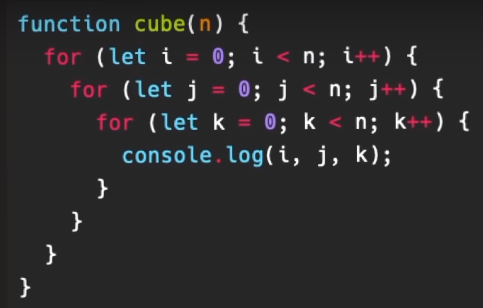 function cube(n) {
  for (let i = 0; i < n; i++) {
    for (let j = 0; j < n; j++) {
      for (let k = 0; k < n; k++) {
        console.log(i, j, k);
      }
    }
  }
}